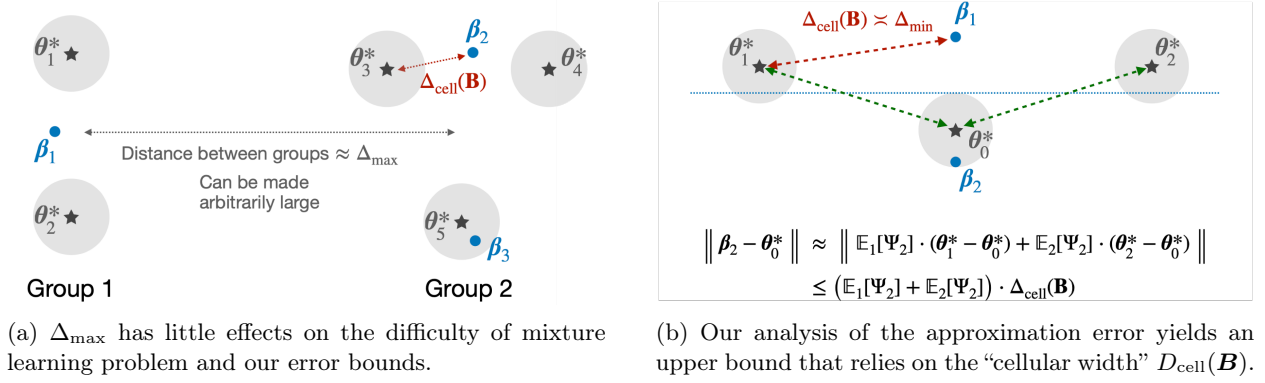 θ*1
β2
θ*3
θ*4
Δcell(B)
β1
Distance between groups ≈ Δmax
Can be made
arbitrarily large
θ*2
θ*5
β3
Group 1
Group 2
(a) Δmax has little effects on the difficulty of mixture
learning problem and our error bounds.
Δcell(B) ≍ Δmin
β1
θ*1
θ*2
θ*0
β2
‖ β2 − θ*0 ‖ ≈ ‖ 𝔼1[Ψ2] · (θ*1 − θ*0) + 𝔼2[Ψ2] · (θ*2 − θ*0) ‖
≤ (𝔼1[Ψ2] + 𝔼2[Ψ2]) · Δcell(B)
(b) Our analysis of the approximation error yields an
upper bound that relies on the “cellular width” Dcell(B).